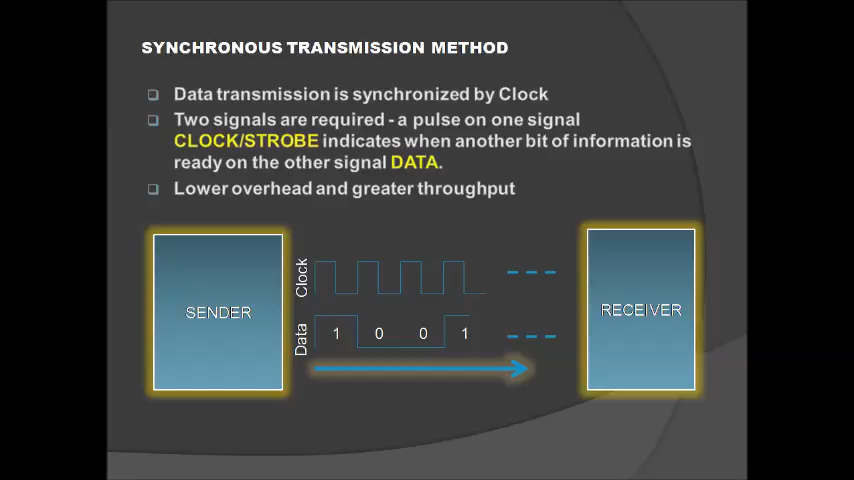 SYNCHRONOUS TRANSMISSION METHOD
Data transmission is synchronized by Clock
Two signals are required - a pulse on one signal
CLOCK/STROBE indicates when another bit of information is
ready on the other signal DATA.
Lower overhead and greater throughput
SENDER
Clock
Data
1 0 0 1
RECEIVER